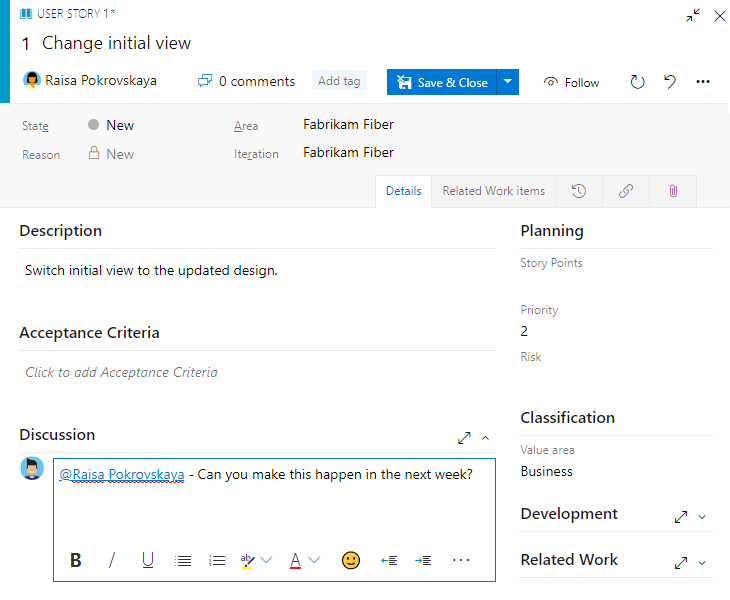 USER STORY 1*
1 Change initial view
Raisa Pokrovskaya 0 comments Add tag Save & Close Follow ...
State New Area Fabrikam Fiber
Reason New Iteration Fabrikam Fiber
Details Related Work items
Description
Switch initial view to the updated design.
Acceptance Criteria
Click to add Acceptance Criteria
Discussion
@Raisa Pokrovskaya - Can you make this happen in the next week?
B I U ab A ...
Planning
Story Points
Priority
2
Risk
Classification
Value area
Business
Development
Related Work